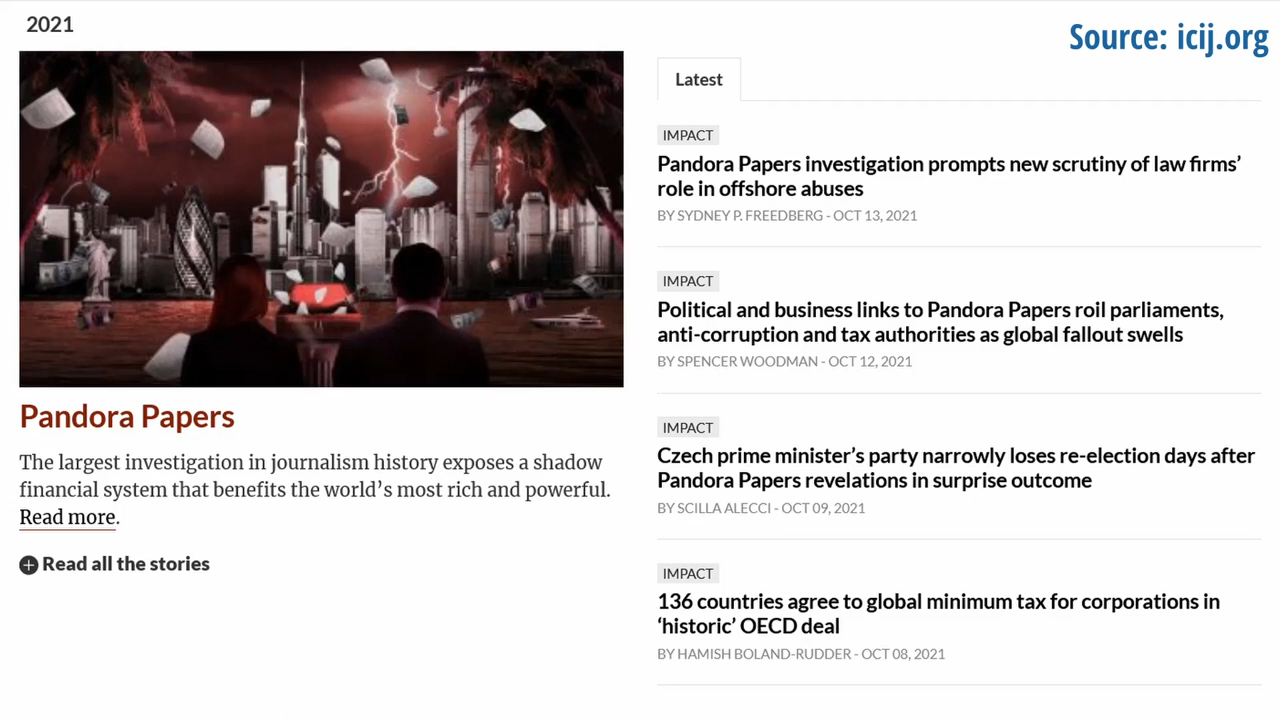 2021
Source: icij.org
Pandora Papers
The largest investigation in journalism history exposes a shadow
financial system that benefits the world’s most rich and powerful.
Read more.
Read all the stories
Latest
IMPACT
Pandora Papers investigation prompts new scrutiny of law firms’
role in offshore abuses
BY SYDNEY P. FREEDBERG - OCT 13, 2021
IMPACT
Political and business links to Pandora Papers roil parliaments,
anti-corruption and tax authorities as global fallout swells
BY SPENCER WOODMAN - OCT 12, 2021
IMPACT
Czech prime minister’s party narrowly loses re-election days after
Pandora Papers revelations in surprise outcome
BY SCILLA ALECCI - OCT 09, 2021
IMPACT
136 countries agree to global minimum tax for corporations in
‘historic’ OECD deal
BY HAMISH BOLAND-RUDDER - OCT 08, 2021